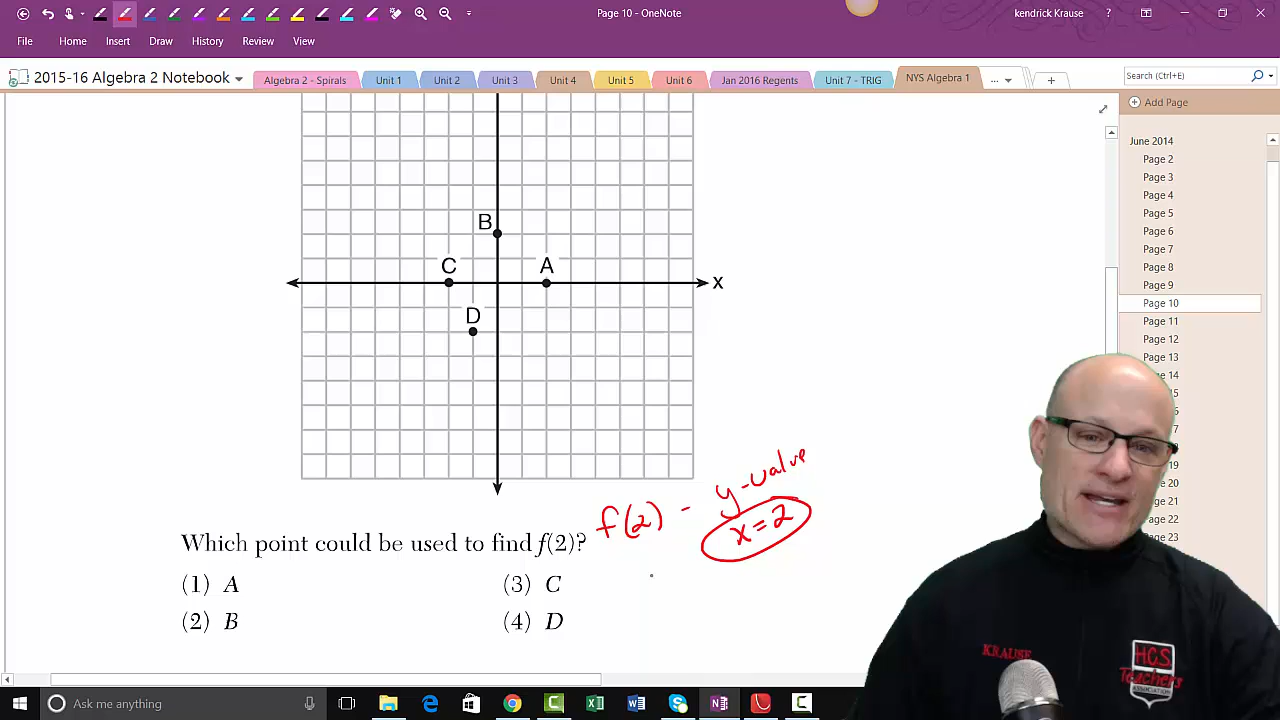 Page 10 - OneNote
kendrick Krause
?
File
Home
Insert
Draw
History
Review
View
2015-16 Algebra 2 Notebook
Algebra 2 - Spirals
Unit 1
Unit 2
Unit 3
Unit 4
Unit 5
Unit 6
Jan 2016 Regents
Unit 7 - TRIG
NYS Algebra 1
...
Search (Ctrl+E)
Add Page
June 2014
Page 2
Page 3
Page 4
Page 5
Page 6
Page 7
Page 8
Page 9
Page 10
Page 11
Page 12
Page 13
Page 14
B
C
A
x
D
f(2) - y-value
x=2
Which point could be used to find f(2)?
(1) A
(3) C
(2) B
(4) D
KRAUSE
H.C.S.
Teachers
ASSOCIATION
Ask me anything